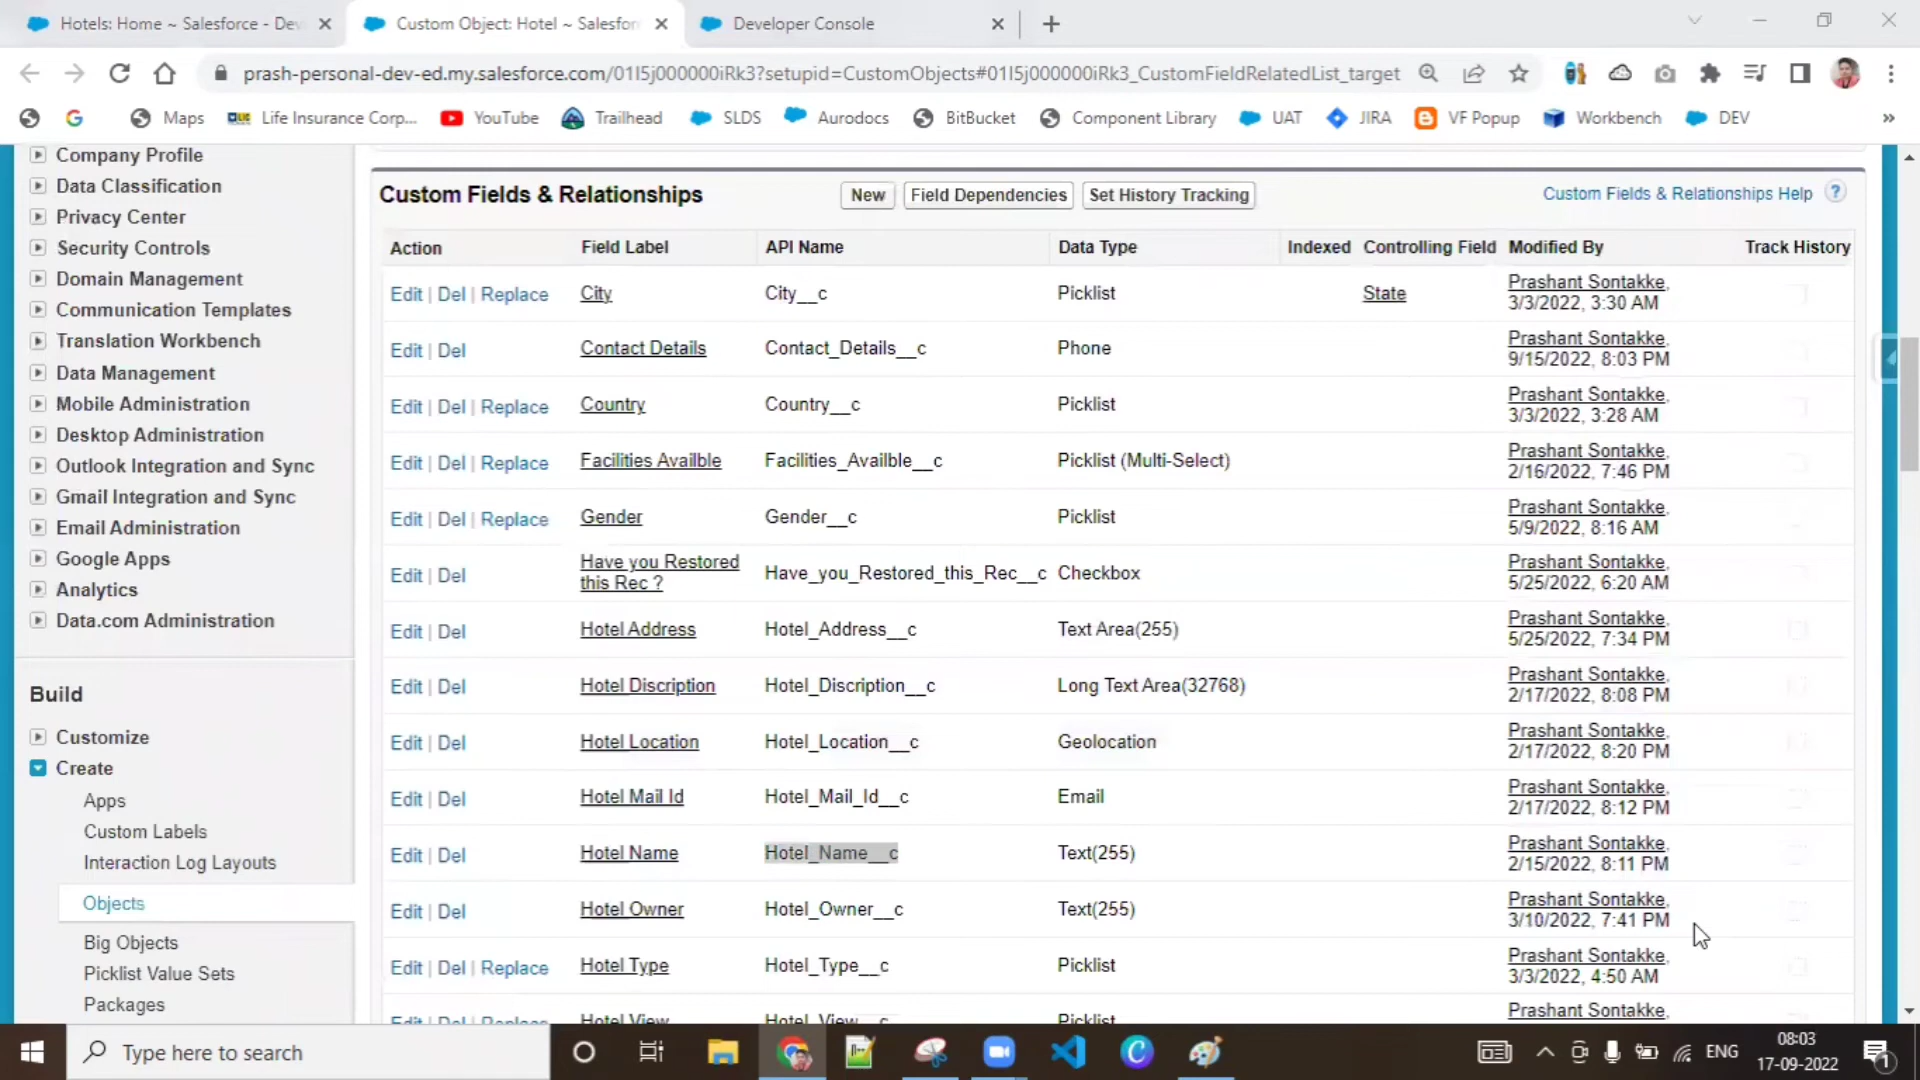 Hotels: Home ~ Salesforce - Dev
Custom Object: Hotel ~ Salesfor
Developer Console
prash-personal-dev-ed.my.salesforce.com/01I5j000000iRk3?setupid=CustomObjects#01I5j000000iRk3_CustomFieldRelatedList_target
Maps
Life Insurance Corp...
YouTube
Trailhead
SLDS
Aurodocs
BitBucket
Component Library
UAT
JIRA
VF Popup
Workbench
DEV
»
Company Profile
Data Classification
Privacy Center
Security Controls
Domain Management
Communication Templates
Translation Workbench
Data Management
Mobile Administration
Desktop Administration
Outlook Integration and Sync
Gmail Integration and Sync
Email Administration
Google Apps
Analytics
Data.com Administration
Build
Customize
Create
Apps
Custom Labels
Interaction Log Layouts
Objects
Big Objects
Picklist Value Sets
Packages
Custom Fields & Relationships New Field Dependencies Set History Tracking Custom Fields & Relationships Help ?
Action Field Label API Name Data Type Indexed Controlling Field Modified By Track History
Edit | Del | Replace City City__c Picklist State Prashant Sontakke,
3/3/2022, 3:30 AM
Edit | Del Contact Details Contact_Details__c Phone Prashant Sontakke,
9/15/2022, 8:03 PM
Edit | Del | Replace Country Country__c Picklist Prashant Sontakke,
3/3/2022, 3:28 AM
Edit | Del | Replace Facilities Availble Facilities_Availble__c Picklist (Multi-Select) Prashant Sontakke,
2/16/2022, 7:46 PM
Edit | Del | Replace Gender Gender__c Picklist Prashant Sontakke,
5/9/2022, 8:16 AM
Edit | Del Have you Restored Have_you_Restored_this_Rec__c Checkbox Prashant Sontakke,
this Rec ? 5/25/2022, 6:20 AM
Edit | Del Hotel Address Hotel_Address__c Text Area(255) Prashant Sontakke,
5/25/2022, 7:34 PM
Edit | Del Hotel Discription Hotel_Discription__c Long Text Area(32768) Prashant Sontakke,
2/17/2022, 8:08 PM
Edit | Del Hotel Location Hotel_Location__c Geolocation Prashant Sontakke,
2/17/2022, 8:20 PM
Edit | Del Hotel Mail Id Hotel_Mail_Id__c Email Prashant Sontakke,
2/17/2022, 8:12 PM
Edit | Del Hotel Name Hotel_Name__c Text(255) Prashant Sontakke,
2/15/2022, 8:11 PM
Edit | Del Hotel Owner Hotel_Owner__c Text(255) Prashant Sontakke,
3/10/2022, 7:41 PM
Edit | Del | Replace Hotel Type Hotel_Type__c Picklist Prashant Sontakke,
3/3/2022, 4:50 AM
Edit | Del | Replace Hotel View Hotel_View__c Picklist Prashant Sontakke,
Type here to search
ENG
08:03
17-09-2022
1